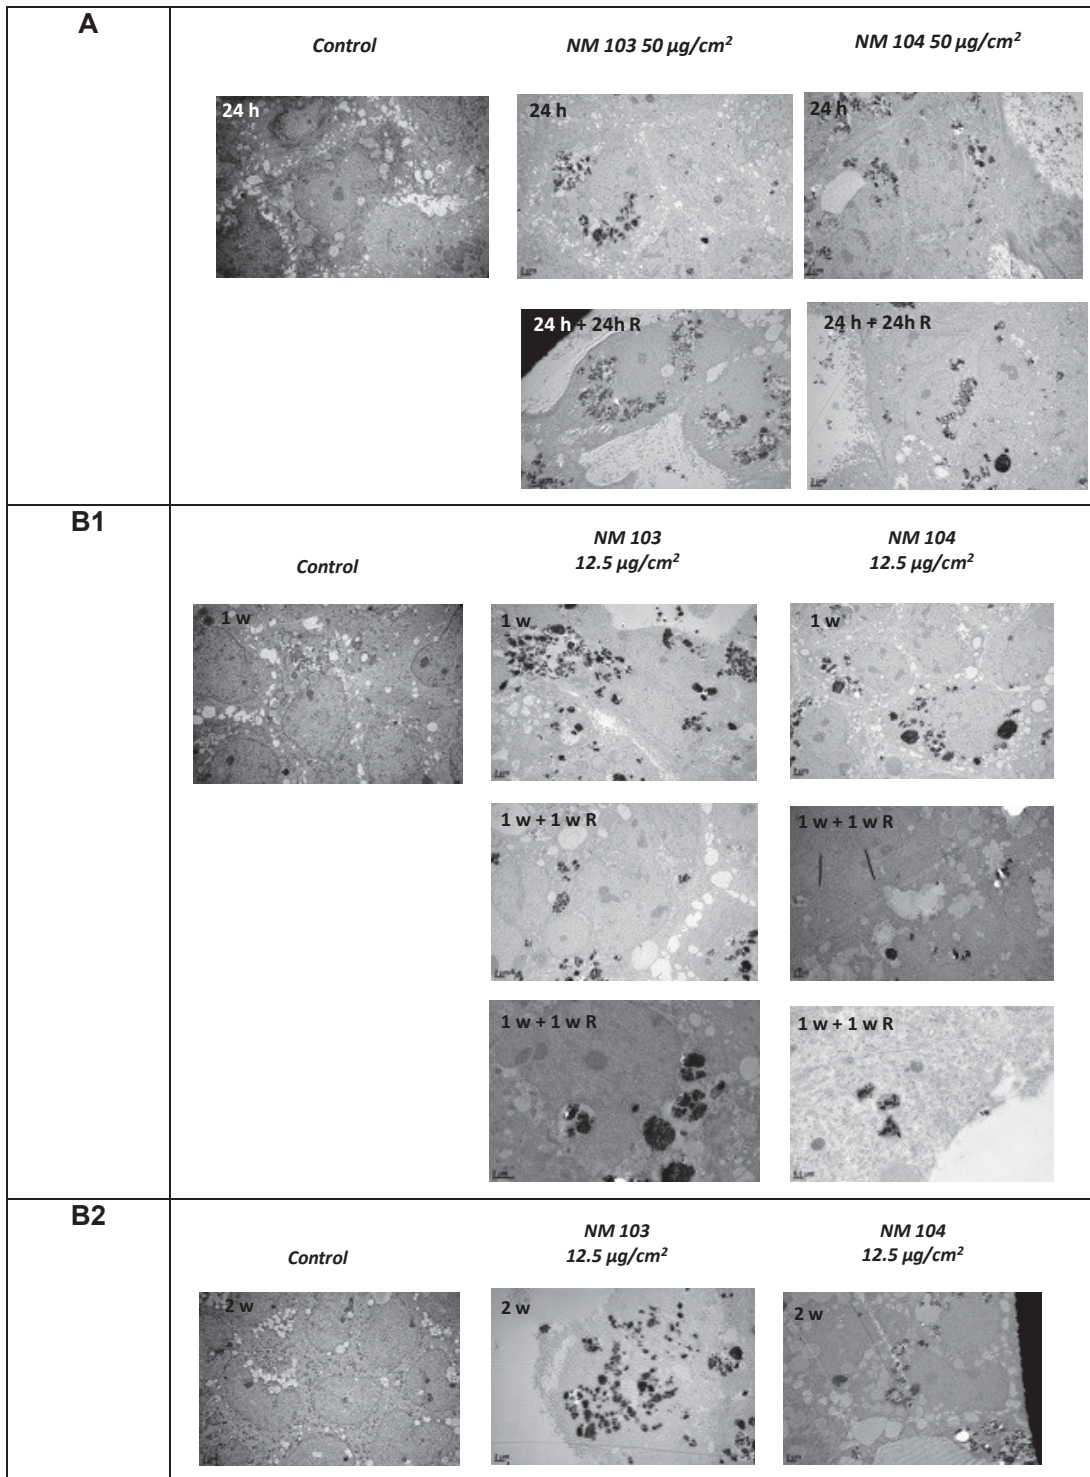 A
Control
NM 103 50 µg/cm²
NM 104 50 µg/cm²
24 h
24 h
24 h
24 h + 24h R
24 h + 24h R
B1
Control
NM 103
12.5 µg/cm²
NM 104
12.5 µg/cm²
1 w
1 w
1 w
1 w + 1 w R
1 w + 1 w R
1 w + 1 w R
1 w + 1 w R
B2
Control
NM 103
12.5 µg/cm²
NM 104
12.5 µg/cm²
2 w
2 w
2 w